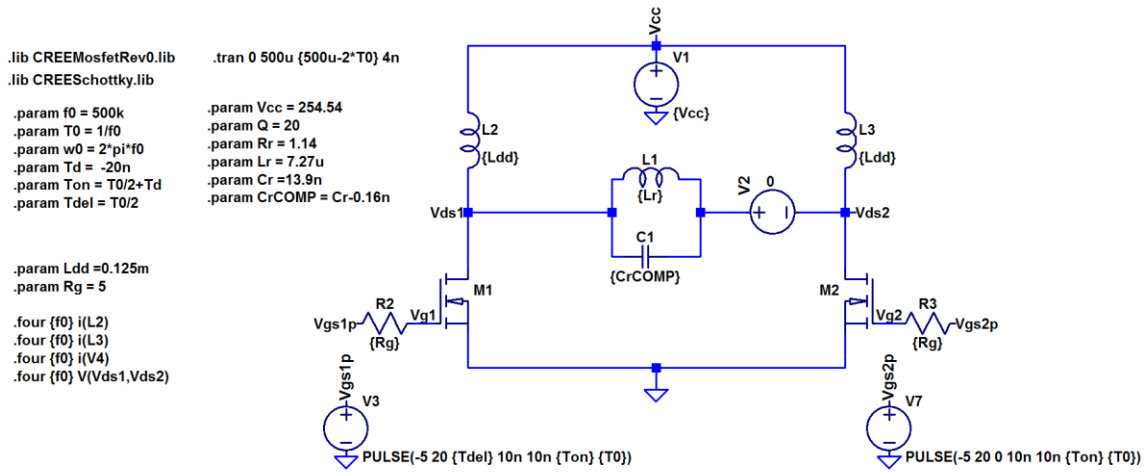 .lib CREEMosfetRev0.lib
.lib CREESchottky.lib
.tran 0 500u {500u-2*T0} 4n
.param f0 = 500k
.param T0 = 1/f0
.param w0 = 2*pi*f0
.param Td = -20n
.param Ton = T0/2+Td
.param Tdel = T0/2
.param Vcc = 254.54
.param Q = 20
.param Rr = 1.14
.param Lr = 7.27u
.param Cr =13.9n
.param CrCOMP = Cr-0.16n
.param Ldd =0.125m
.param Rg = 5
.four {f0} i(L2)
.four {f0} i(L3)
.four {f0} i(V4)
.four {f0} V(Vds1,Vds2)
Vcc
V1
{Vcc}
L2
{Ldd}
L3
{Ldd}
L1
{Lr}
V2
0
Vds1
Vds2
C1
{CrCOMP}
M1
M2
R2
Vgs1p
Vg1
{Rg}
R3
Vg2
Vgs2p
{Rg}
Vgs1p
V3
PULSE(-5 20 {Tdel} 10n 10n {Ton} {T0})
Vgs2p
V7
PULSE(-5 20 0 10n 10n {Ton} {T0})